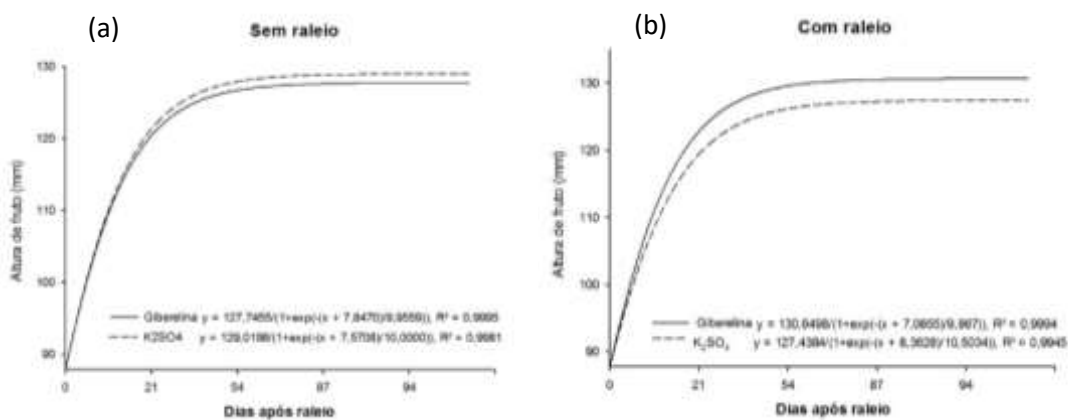 (a)
Sem raleio
130
120
110
100
90
Altura de fruto (mm)
Giberelina y = 127,7455/(1+exp(-(x + 7,8470)/9,9559)), R² = 0,9995
K2SO4 y = 129,0198/(1+exp(-(x + 7,5708)/10,0000)), R² = 0,9981
0 21 54 87 94
Dias após raleio
(b)
Com raleio
130
120
110
100
90
Altura de fruto (mm)
Giberelina y = 130,6498/(1+exp(-(x + 7,0855)/9,967)), R² = 0,9994
K₂SO₄ y = 127,4384/(1+exp(-(x + 8,3628)/10,5034)), R² = 0,9945
0 21 54 87 94
Dias após raleio